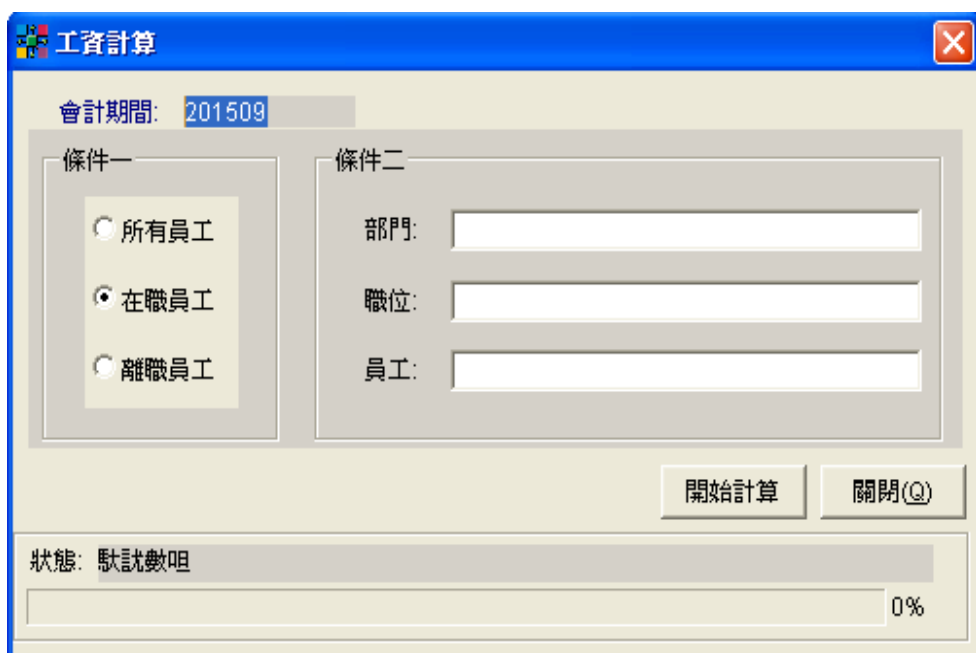 工資計算
會計期間: 201509
條件一
所有員工
在職員工
離職員工
條件二
部門:
職位:
員工:
開始計算
關閉(Q)
狀態: 馱試數咀
0%